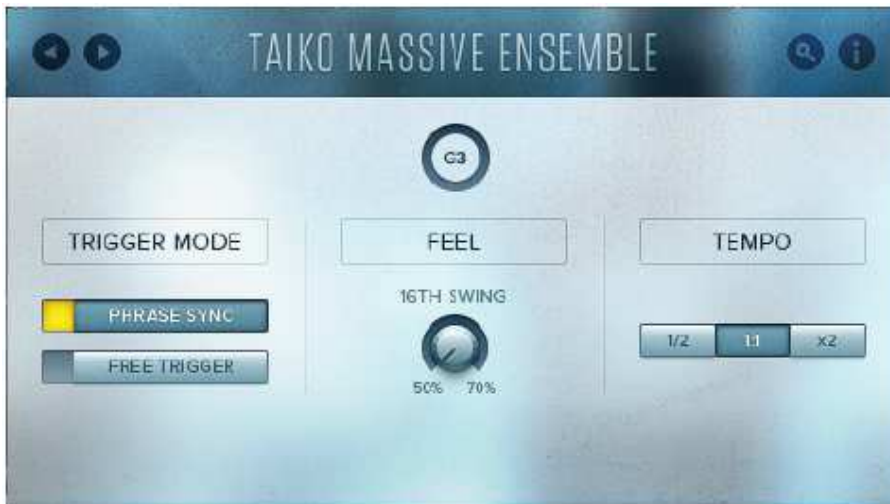 TAIKO MASSIVE ENSEMBLE
G3
TRIGGER MODE
FEEL
TEMPO
PHRASE SYNC
FREE TRIGGER
16TH SWING
50% 70%
1/2 1:1 x2